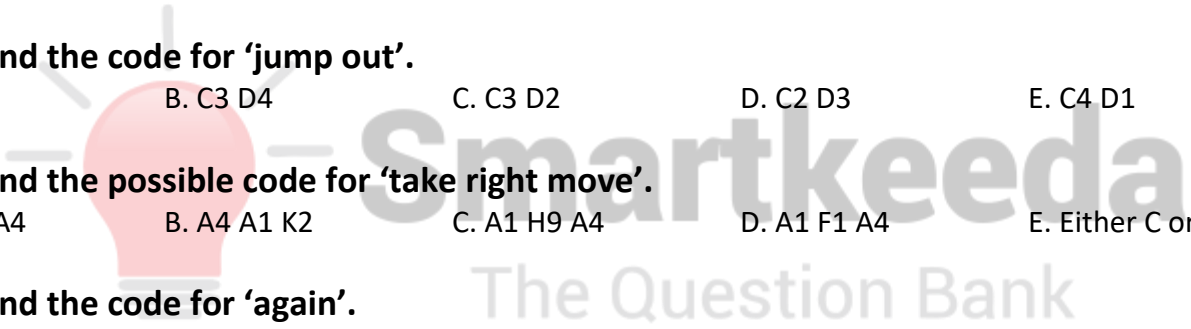 nd the code for ‘jump out’.
B. C3 D4 C. C3 D2 D. C2 D3 E. C4 D1
nd the possible code for ‘take right move’.
A4 B. A4 A1 K2 C. A1 H9 A4 D. A1 F1 A4 E. Either C or
nd the code for ‘again’.
Smartkeeda
The Question Bank